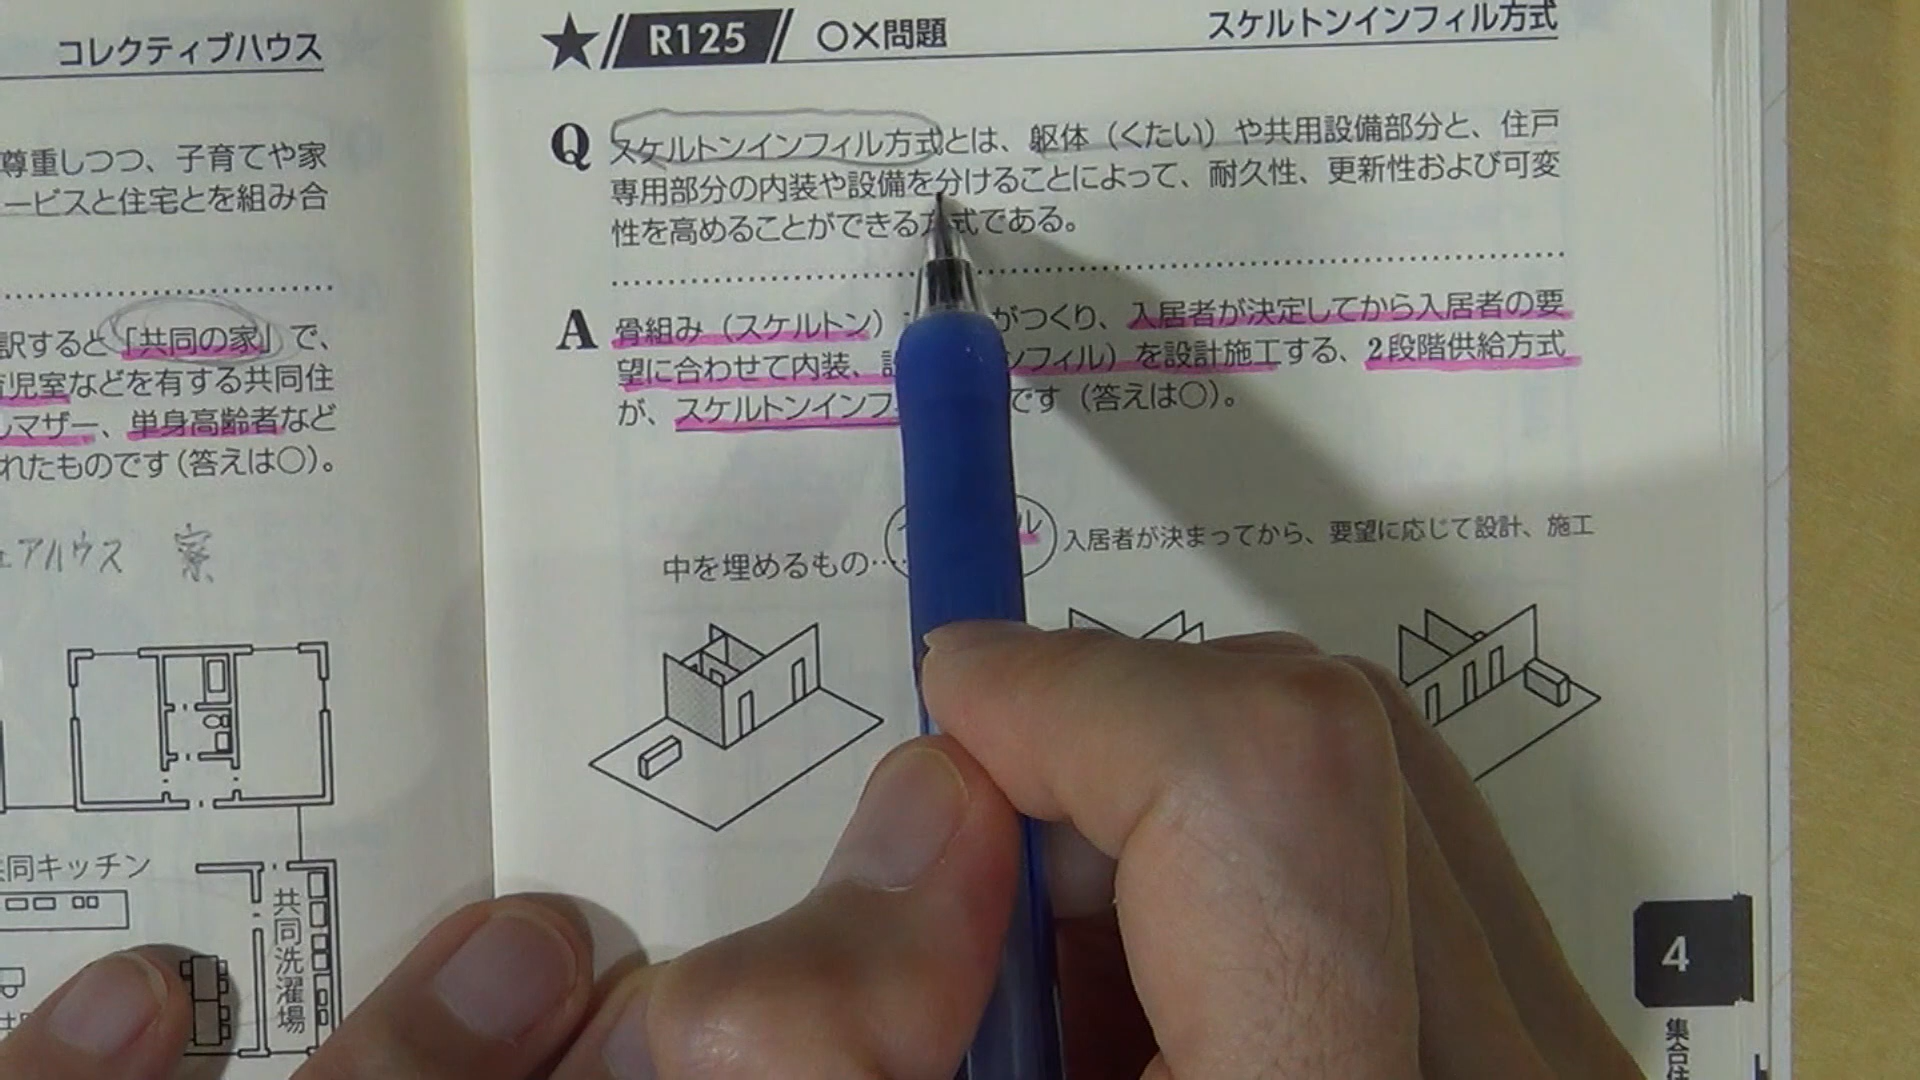 コレクティブハウス
尊重しつつ、子育てや家
ービスと住宅とを組み合
訳すると「共同の家」で、
児室などを有する共同住
マザー、単身高齢者など
れたものです(答えは○)。
ェアハウス 寮
同キッチン
共同洗濯場
★ R125 ○×問題 スケルトンインフィル方式
Q スケルトンインフィル方式とは、躯体(くたい)や共用設備部分と、住戸
専用部分の内装や設備を分けることによって、耐久性、更新性および可変
性を高めることができる方式である。
A 骨組み(スケルトン) がつくり、入居者が決定してから入居者の要
望に合わせて内装、 ンフィル)を設計施工する、2段階供給方式
が、スケルトンインフ です(答えは○)。
中を埋めるもの… ル 入居者が決まってから、要望に応じて設計、施工
4
集合住